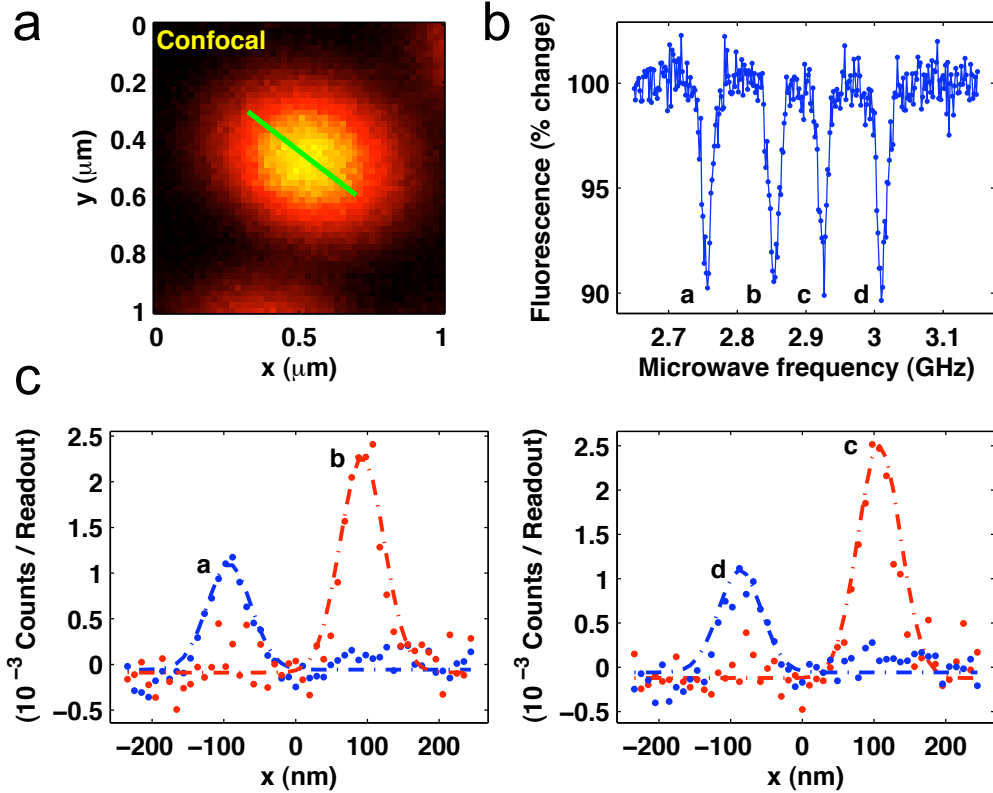 a
Confocal
0
0.2
0.4
0.6
0.8
1
y (μm)
0
0.5
1
x (μm)
b
100
95
90
Fluorescence (% change)
a
b
c
d
2.7
2.8
2.9
3
3.1
Microwave frequency (GHz)
c
2.5
2
1.5
1
0.5
0
−0.5
(10⁻³ Counts / Readout)
a
b
−200
−100
0
100
200
x (nm)
2.5
2
1.5
1
0.5
0
−0.5
(10⁻³ Counts / Readout)
d
c
−200
−100
0
100
200
x (nm)